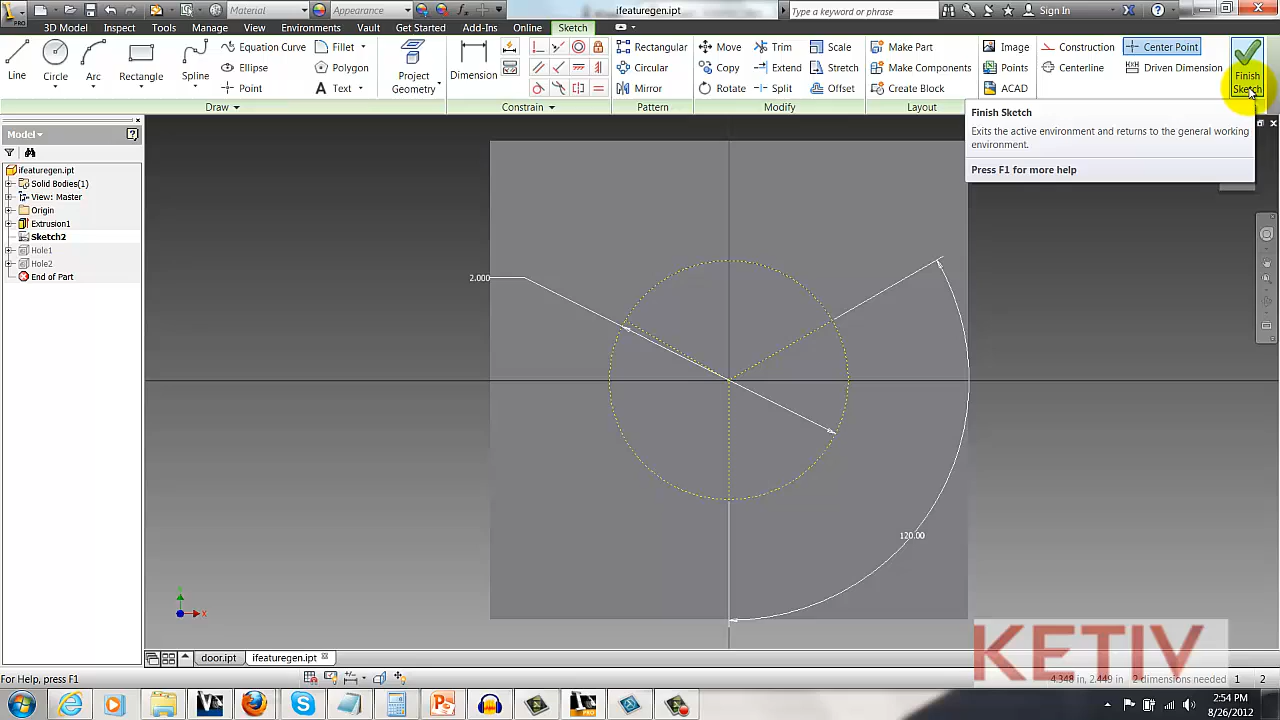 Material
Appearance
ifeaturegen.ipt
Type a keyword or phrase
Sign In
PRO
3D Model
Inspect
Tools
Manage
View
Environments
Vault
Get Started
Sketch
Add-Ins
Online
Line
Circle
Arc
Rectangle
Spline
Equation Curve
Ellipse
Point
Fillet
Polygon
Text
Project
Geometry
Dimension
Rectangular
Circular
Mirror
Move
Copy
Rotate
Trim
Extend
Split
Scale
Stretch
Offset
Make Part
Make Components
Create Block
Image
Points
ACAD
Construction
Centerline
Center Point
Driven Dimension
Finish
Sketch
Draw
Constrain
Pattern
Modify
Layout
Finish Sketch
Exits the active environment and returns to the general working
environment.
Press F1 for more help
Model
ifeaturegen.ipt
Solid Bodies(1)
View: Master
Origin
Extrusion1
Sketch2
Hole1
Hole2
End of Part
2.000
120.00
X
KETIV
door.ipt
ifeaturegen.ipt
For Help, press F1
4.348 in, 2.449 in
2 dimensions needed
1
2
2:54 PM
8/26/2012